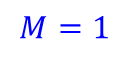 M = 1